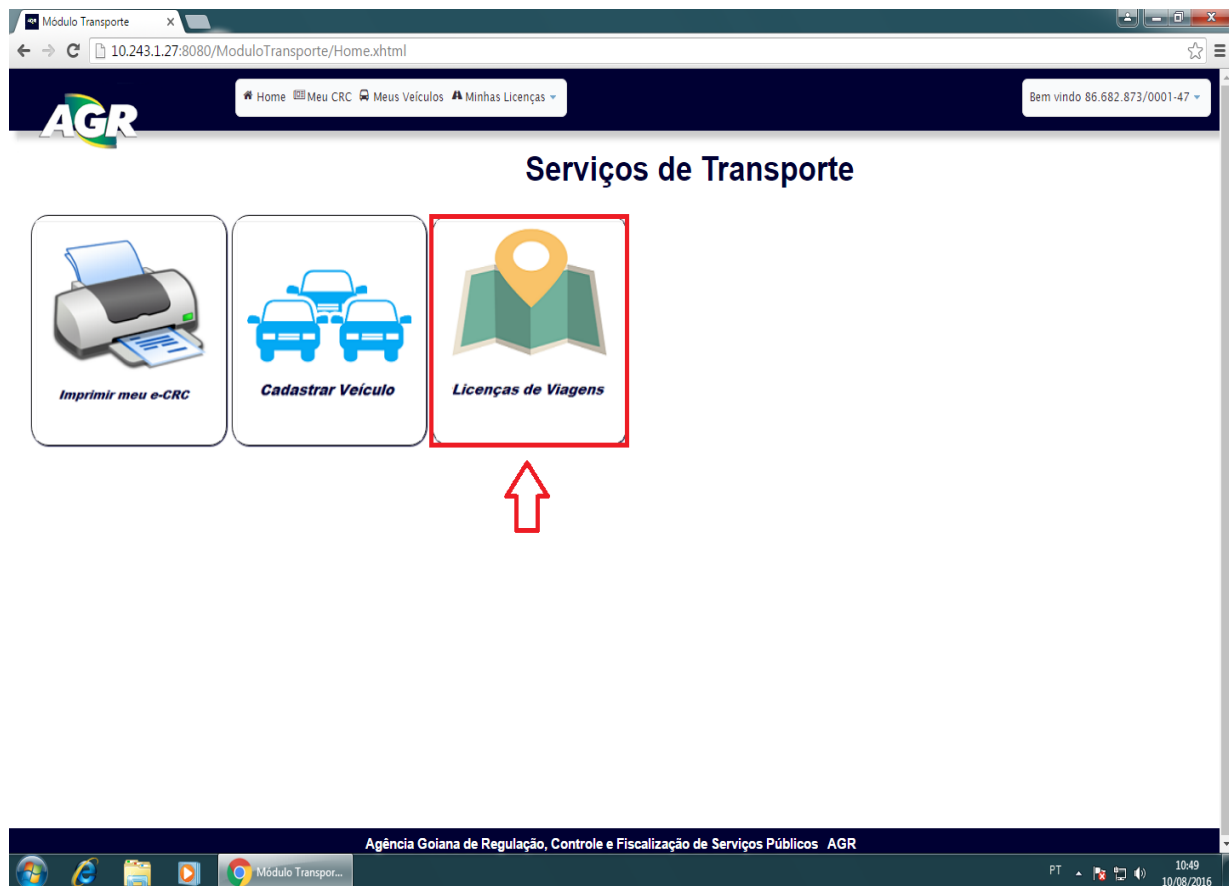 AGR Módulo Transporte x
10.243.1.27:8080/ModuloTransporte/Home.xhtml
AGR
Home Meu CRC Meus Veículos Minhas Licenças
Bem vindo 86.682.873/0001-47
Serviços de Transporte
Imprimir meu e-CRC
Cadastrar Veículo
Licenças de Viagens
Agência Goiana de Regulação, Controle e Fiscalização de Serviços Públicos AGR
Módulo Transpor...
PT
10:49
10/08/2016